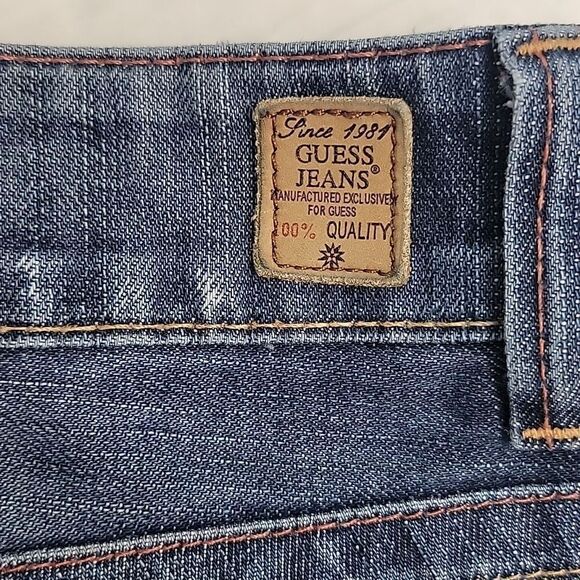 Since 1981
GUESS
JEANS®
MANUFACTURED EXCLUSIVELY
FOR GUESS
100% QUALITY